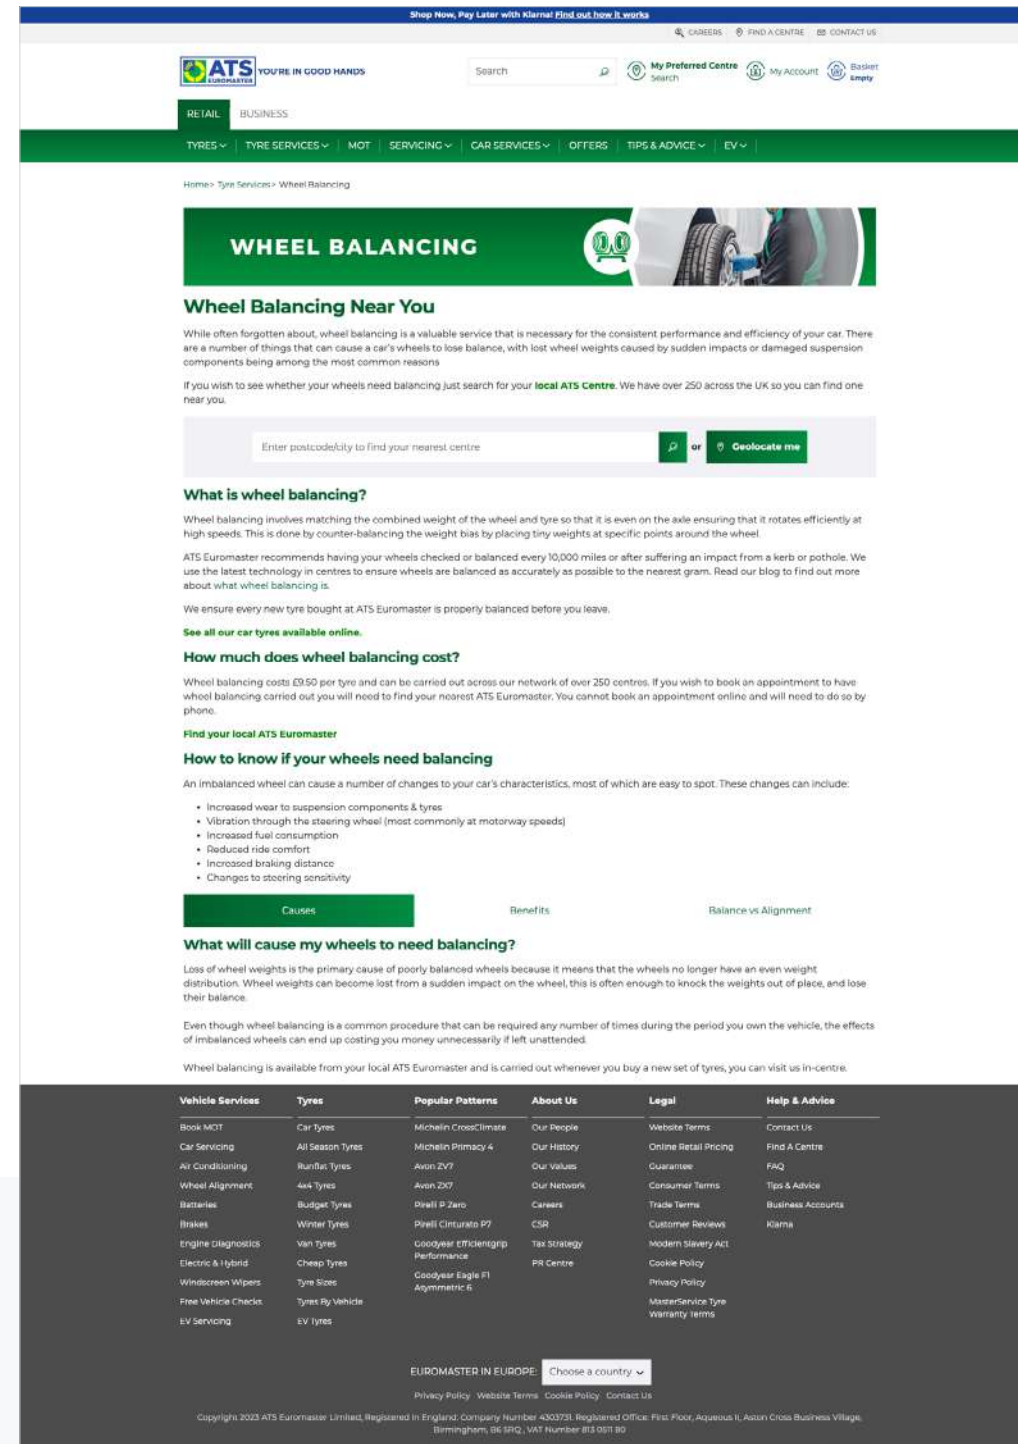 Shop Now, Pay Later with Klarna! Find out how it works
CAREERS FIND A CENTRE CONTACT US
ATS EUROMASTER YOU'RE IN GOOD HANDS
Search
My Preferred Centre
Search
My Account
Basket
Empty
RETAIL BUSINESS
TYRES TYRE SERVICES MOT SERVICING CAR SERVICES OFFERS TIPS & ADVICE EV
Home> Tyre Services> Wheel Balancing
WHEEL BALANCING
Wheel Balancing Near You
While often forgotten about, wheel balancing is a valuable service that is necessary for the consistent performance and efficiency of your car. There
are a number of things that can cause a car's wheels to lose balance, with lost wheel weights caused by sudden impacts or damaged suspension
components being among the most common reasons
If you wish to see whether your wheels need balancing just search for your local ATS Centre. We have over 250 across the UK so you can find one
near you.
Enter postcode/city to find your nearest centre
or
Geolocate me
What is wheel balancing?
Wheel balancing involves matching the combined weight of the wheel and tyre so that it is even on the axle ensuring that it rotates efficiently at
high speeds. This is done by counter-balancing the weight bias by placing tiny weights at specific points around the wheel.
ATS Euromaster recommends having your wheels checked or balanced every 10,000 miles or after suffering an impact from a kerb or pothole. We
use the latest technology in centres to ensure wheels are balanced as accurately as possible to the nearest gram. Read our blog to find out more
about what wheel balancing is.
We ensure every new tyre bought at ATS Euromaster is properly balanced before you leave.
See all our car tyres available online.
How much does wheel balancing cost?
Wheel balancing costs £9.50 per tyre and can be carried out across our network of over 250 centres. If you wish to book an appointment to have
wheel balancing carried out you will need to find your nearest ATS Euromaster. You cannot book an appointment online and will need to do so by
phone.
Find your local ATS Euromaster
How to know if your wheels need balancing
An imbalanced wheel can cause a number of changes to your car's characteristics, most of which are easy to spot. These changes can include:
• Increased wear to suspension components & tyres
• Vibration through the steering wheel (most commonly at motorway speeds)
• Increased fuel consumption
• Reduced ride comfort
• Increased braking distance
• Changes to steering sensitivity
Causes Benefits Balance vs Alignment
What will cause my wheels to need balancing?
Loss of wheel weights is the primary cause of poorly balanced wheels because it means that the wheels no longer have an even weight
distribution. Wheel weights can become lost from a sudden impact on the wheel, this is often enough to knock the weights out of place, and lose
their balance.
Even though wheel balancing is a common procedure that can be required any number of times during the period you own the vehicle, the effects
of imbalanced wheels can end up costing you money unnecessarily if left unattended.
Wheel balancing is available from your local ATS Euromaster and is carried out whenever you buy a new set of tyres, you can visit us in-centre.
Vehicle Services
Book MOT
Car Servicing
Air Conditioning
Wheel Alignment
Batteries
Brakes
Engine Diagnostics
Electric & Hybrid
Windscreen Wipers
Free Vehicle Checks
EV Servicing
Tyres
Car Tyres
All Season Tyres
Runflat Tyres
4x4 Tyres
Budget Tyres
Winter Tyres
Van Tyres
Cheap Tyres
Tyre Sizes
Tyres By Vehicle
EV Tyres
Popular Patterns
Michelin CrossClimate
Michelin Primacy 4
Avon ZV7
Avon ZX7
Pirelli P Zero
Pirelli Cinturato P7
Goodyear Efficientgrip
Performance
Goodyear Eagle F1
Asymmetric 6
About Us
Our People
Our History
Our Values
Our Network
Careers
CSR
Tax Strategy
PR Centre
Legal
Website Terms
Online Retail Pricing
Guarantee
Consumer Terms
Trade Terms
Customer Reviews
Modern Slavery Act
Cookie Policy
Privacy Policy
MasterService Tyre
Warranty Terms
Help & Advice
Contact Us
Find A Centre
FAQ
Tips & Advice
Business Accounts
Klarna
EUROMASTER IN EUROPE: Choose a country
Privacy Policy Website Terms Cookie Policy Contact Us
Copyright 2023 ATS Euromaster Limited, Registered in England: Company Number 4303731. Registered Office: First Floor, Aqueous II, Aston Cross Business Village,
Birmingham, B6 5RQ , VAT Number 813 0511 80